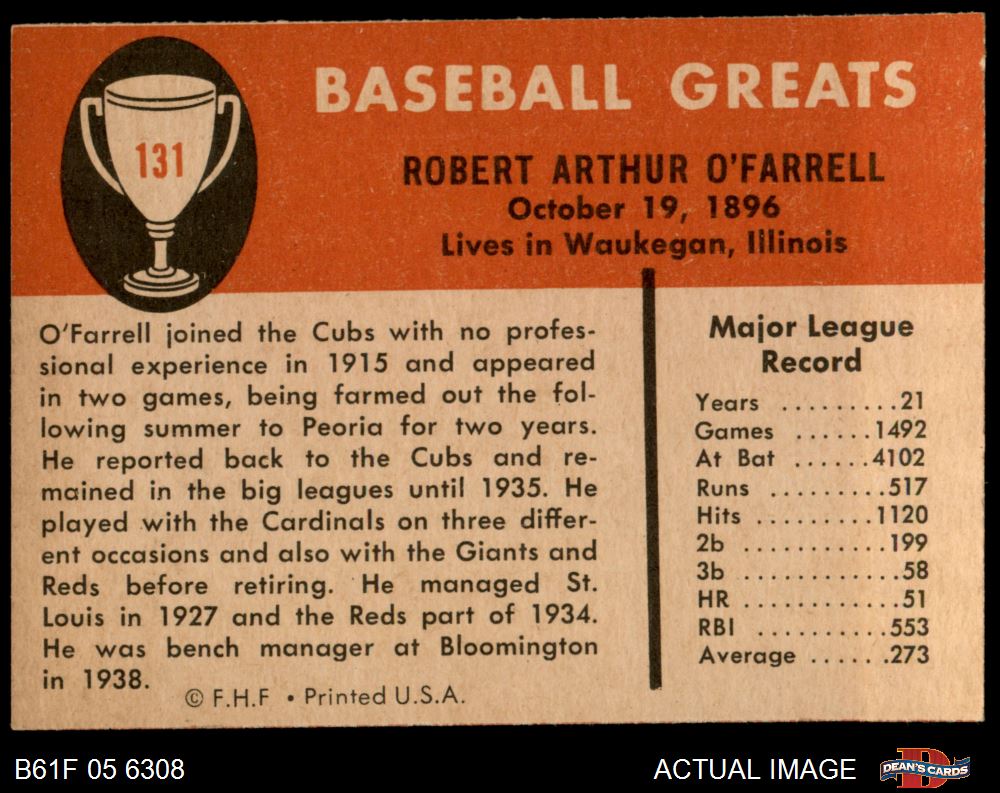 BASEBALL GREATS
131
ROBERT ARTHUR O'FARRELL
October 19, 1896
Lives in Waukegan, Illinois
O'Farrell joined the Cubs with no profes-
sional experience in 1915 and appeared
in two games, being farmed out the fol-
lowing summer to Peoria for two years.
He reported back to the Cubs and re-
mained in the big leagues until 1935. He
played with the Cardinals on three differ-
ent occasions and also with the Giants and
Reds before retiring. He managed St.
Louis in 1927 and the Reds part of 1934.
He was bench manager at Bloomington
in 1938.
© F.H.F • Printed U.S.A.
Major League
Record
Years .........21
Games ......1492
At Bat ......4102
Runs .........517
Hits .........1120
2b ...........199
3b ............58
HR ............51
RBI ..........553
Average ......273
B61F 05 6308
ACTUAL IMAGE
D
DEAN'S CARDS